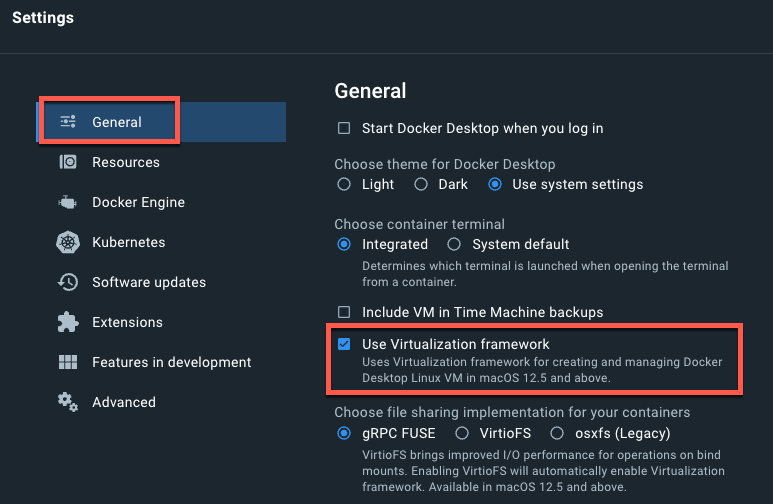 Settings
General
Resources
Docker Engine
Kubernetes
Software updates
Extensions
Features in development
Advanced
General
Start Docker Desktop when you log in
Choose theme for Docker Desktop
Light Dark Use system settings
Choose container terminal
Integrated System default
Determines which terminal is launched when opening the terminal
from a container.
Include VM in Time Machine backups
Use Virtualization framework
Uses Virtualization framework for creating and managing Docker
Desktop Linux VM in macOS 12.5 and above.
Choose file sharing implementation for your containers
gRPC FUSE VirtioFS osxfs (Legacy)
VirtioFS brings improved I/O performance for operations on bind
mounts. Enabling VirtioFS will automatically enable Virtualization
framework. Available in macOS 12.5 and above.